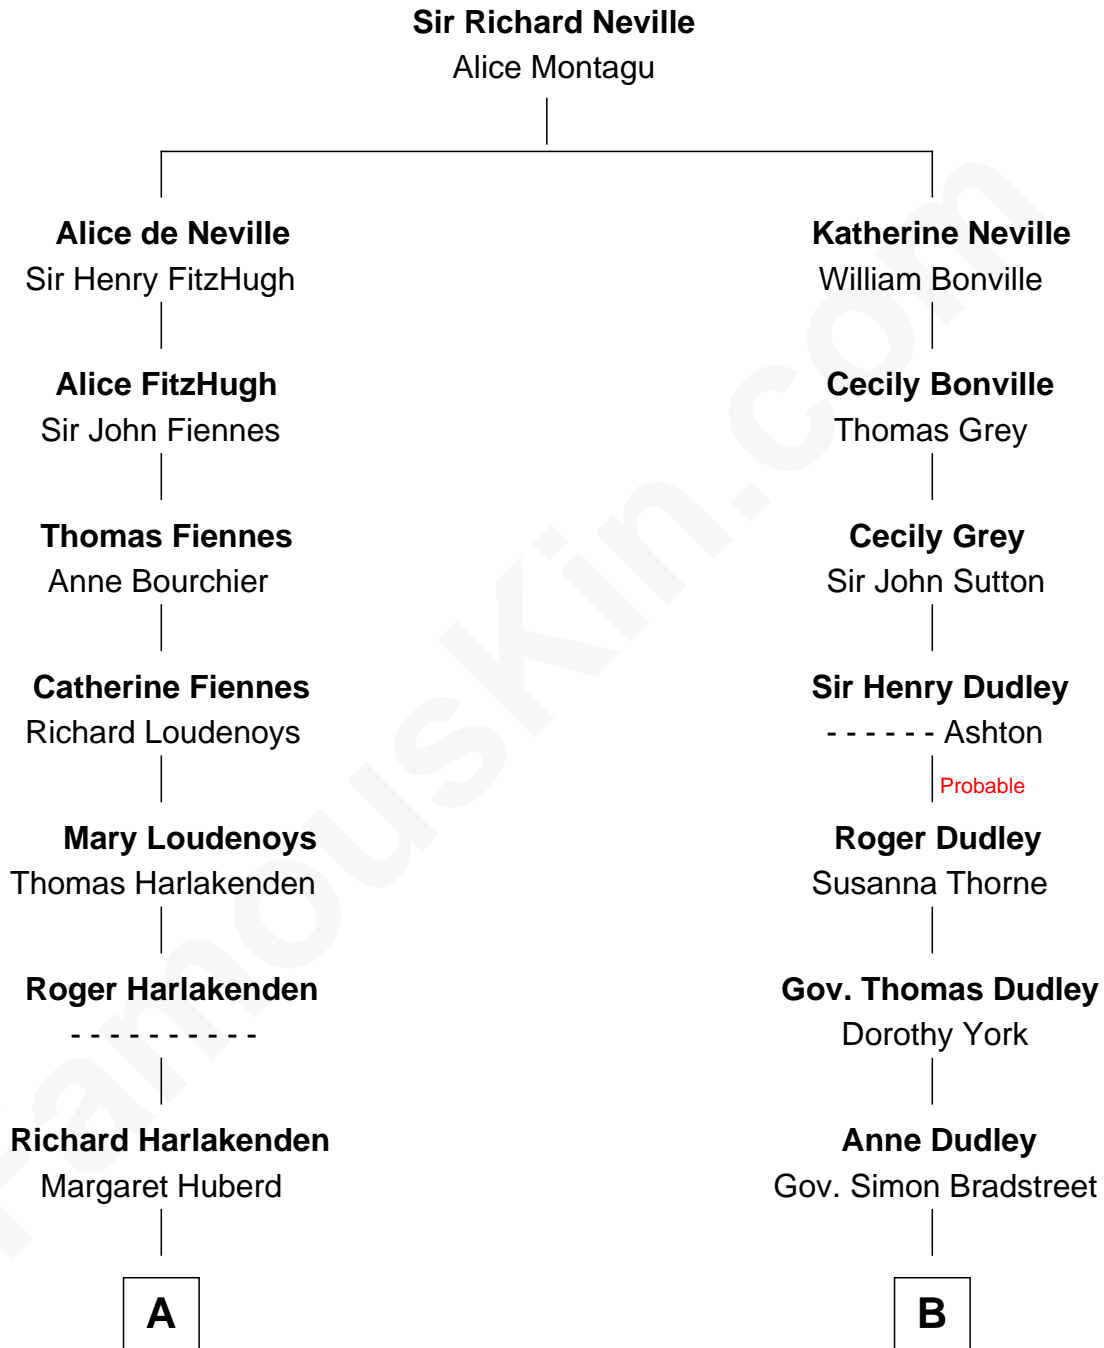 Sir Richard Neville
Alice Montagu
Alice de Neville
Sir Henry FitzHugh
Katherine Neville
William Bonville
Alice FitzHugh
Sir John Fiennes
Cecily Bonville
Thomas Grey
Thomas Fiennes
Anne Bourchier
Cecily Grey
Sir John Sutton
Catherine Fiennes
Richard Loudenoys
Sir Henry Dudley
- - - - - - Ashton
Probable
Mary Loudenoys
Thomas Harlakenden
Roger Dudley
Susanna Thorne
Roger Harlakenden
- - - - - - - - - -
Gov. Thomas Dudley
Dorothy York
Richard Harlakenden
Margaret Huberd
Anne Dudley
Gov. Simon Bradstreet
A
B
FamousKin.com